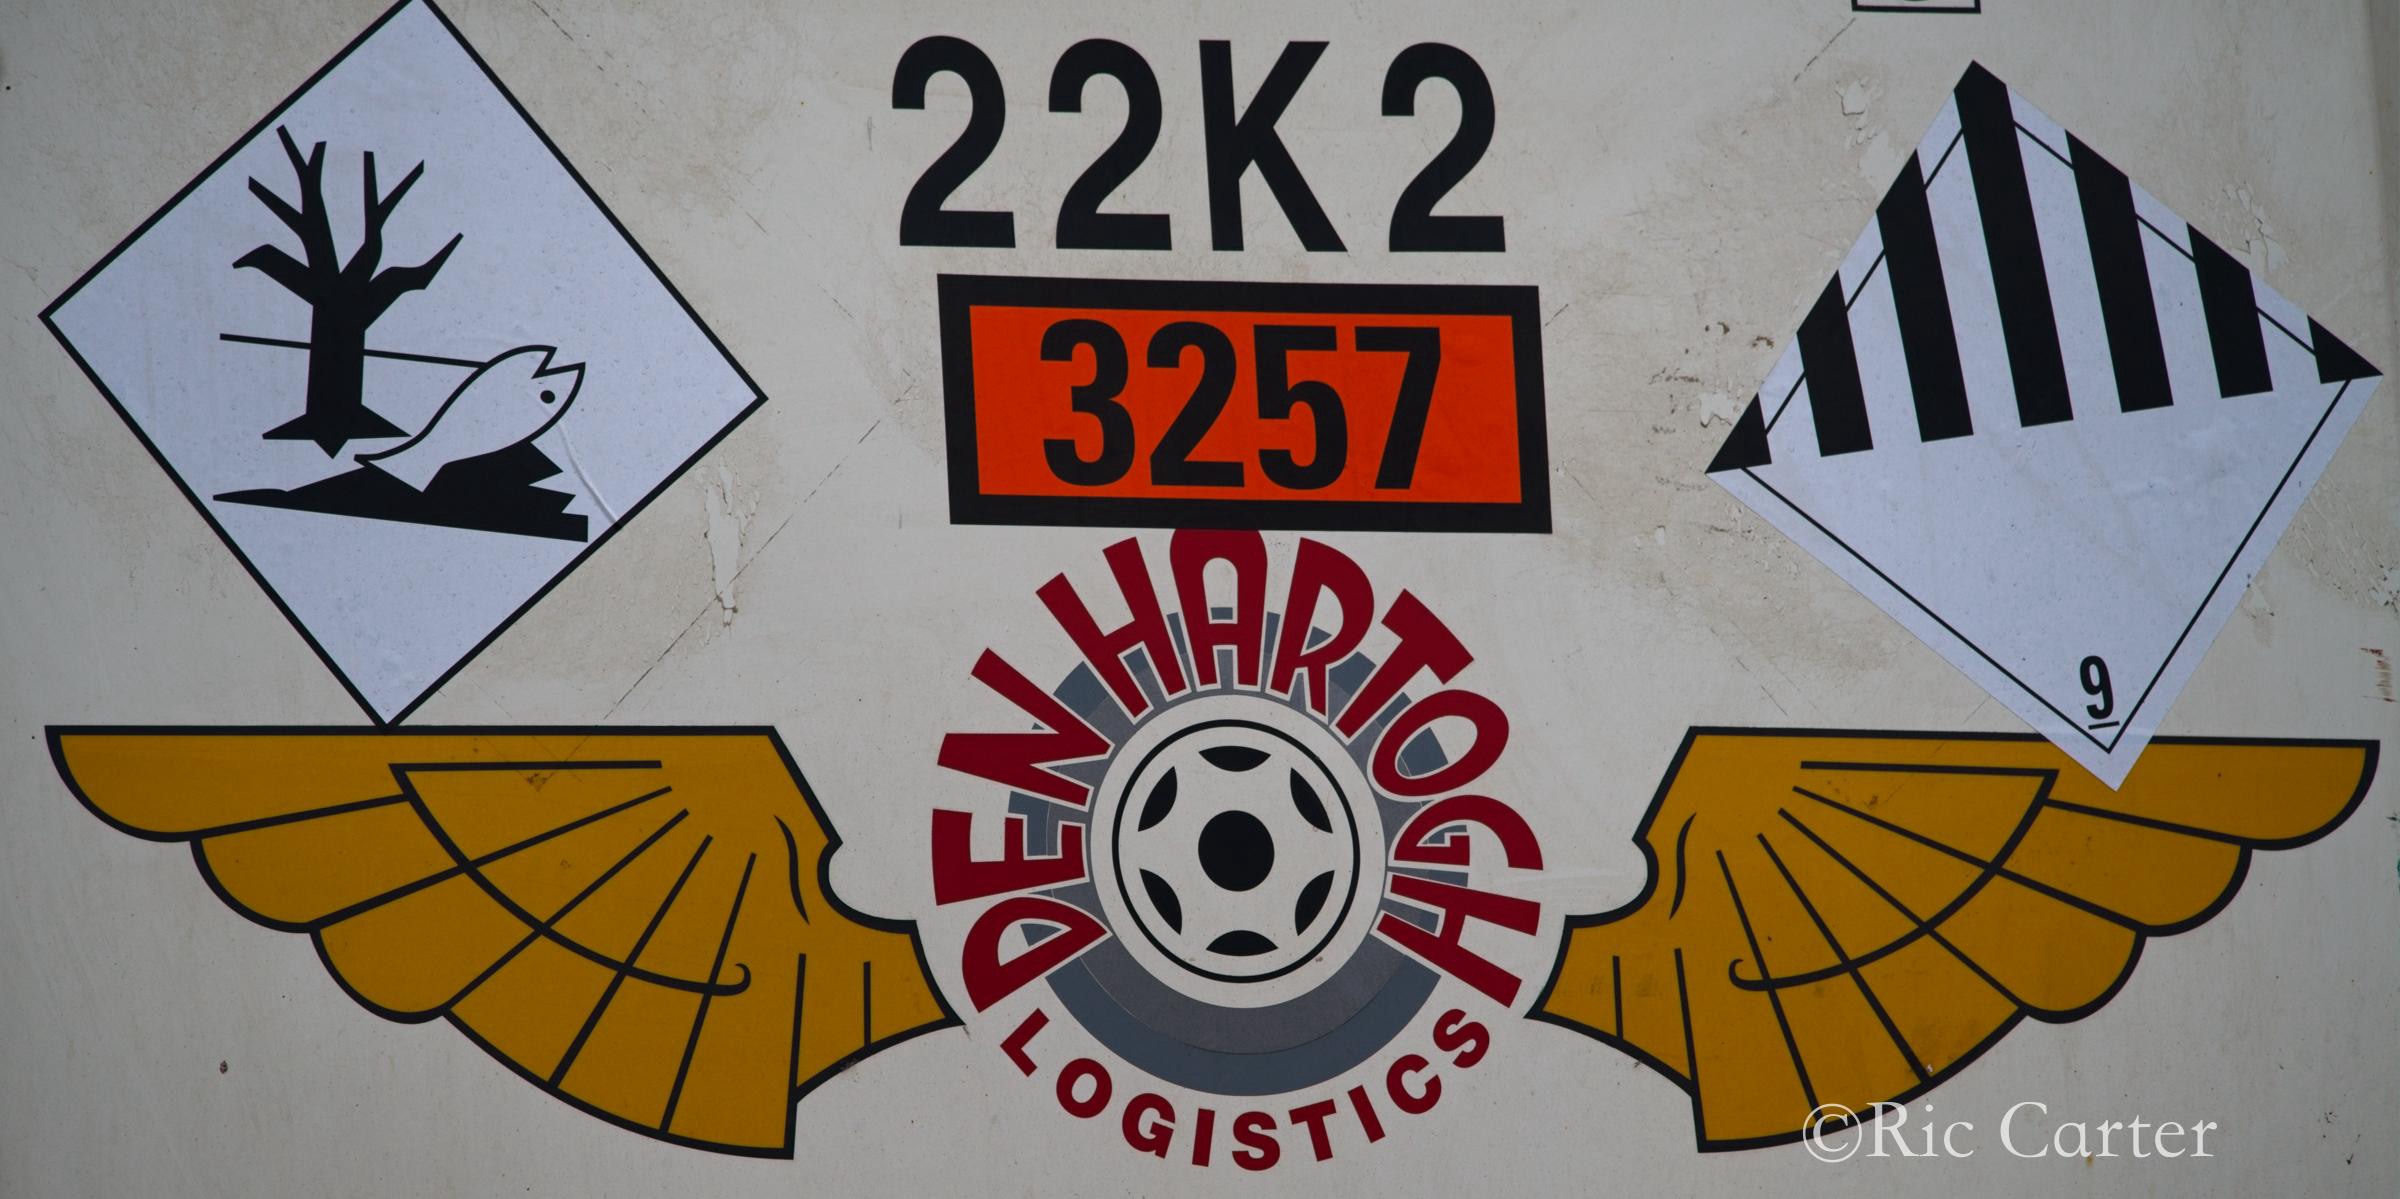 22K2
3257
DEN HARTOGH
LOGISTICS
9
©Ric Carter